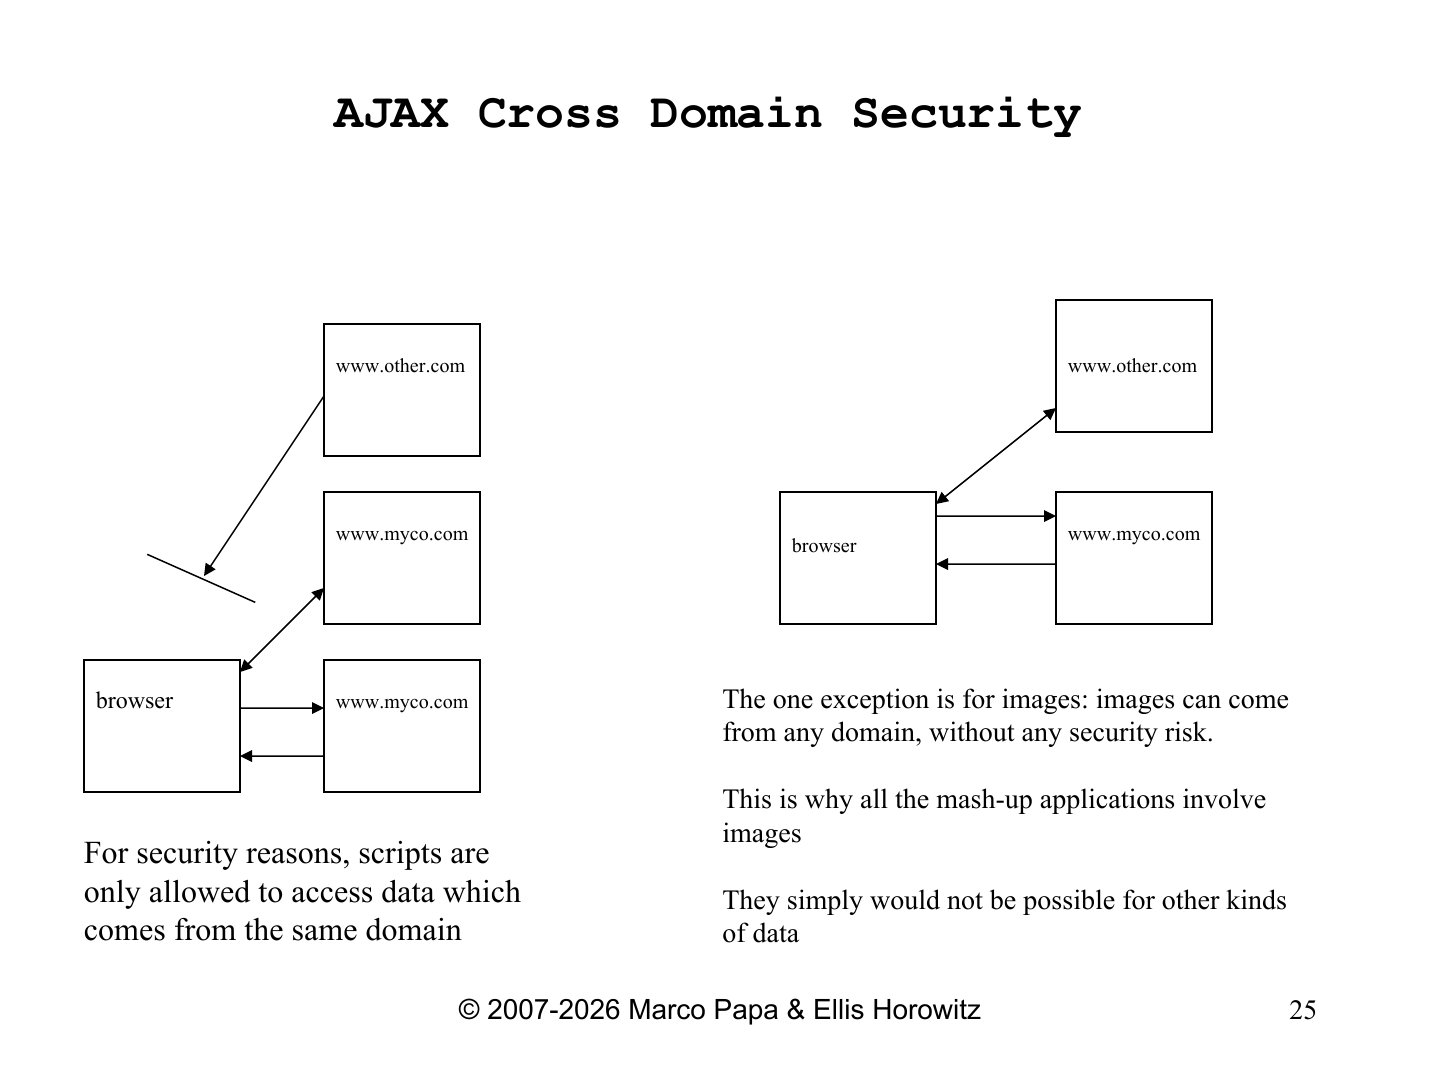 AJAX Cross Domain Security
www.other.com
www.myco.com
browser
www.myco.com
For security reasons, scripts are
only allowed to access data which
comes from the same domain
www.other.com
browser
www.myco.com
The one exception is for images: images can come
from any domain, without any security risk.
This is why all the mash-up applications involve
images
They simply would not be possible for other kinds
of data
© 2007-2026 Marco Papa & Ellis Horowitz
25